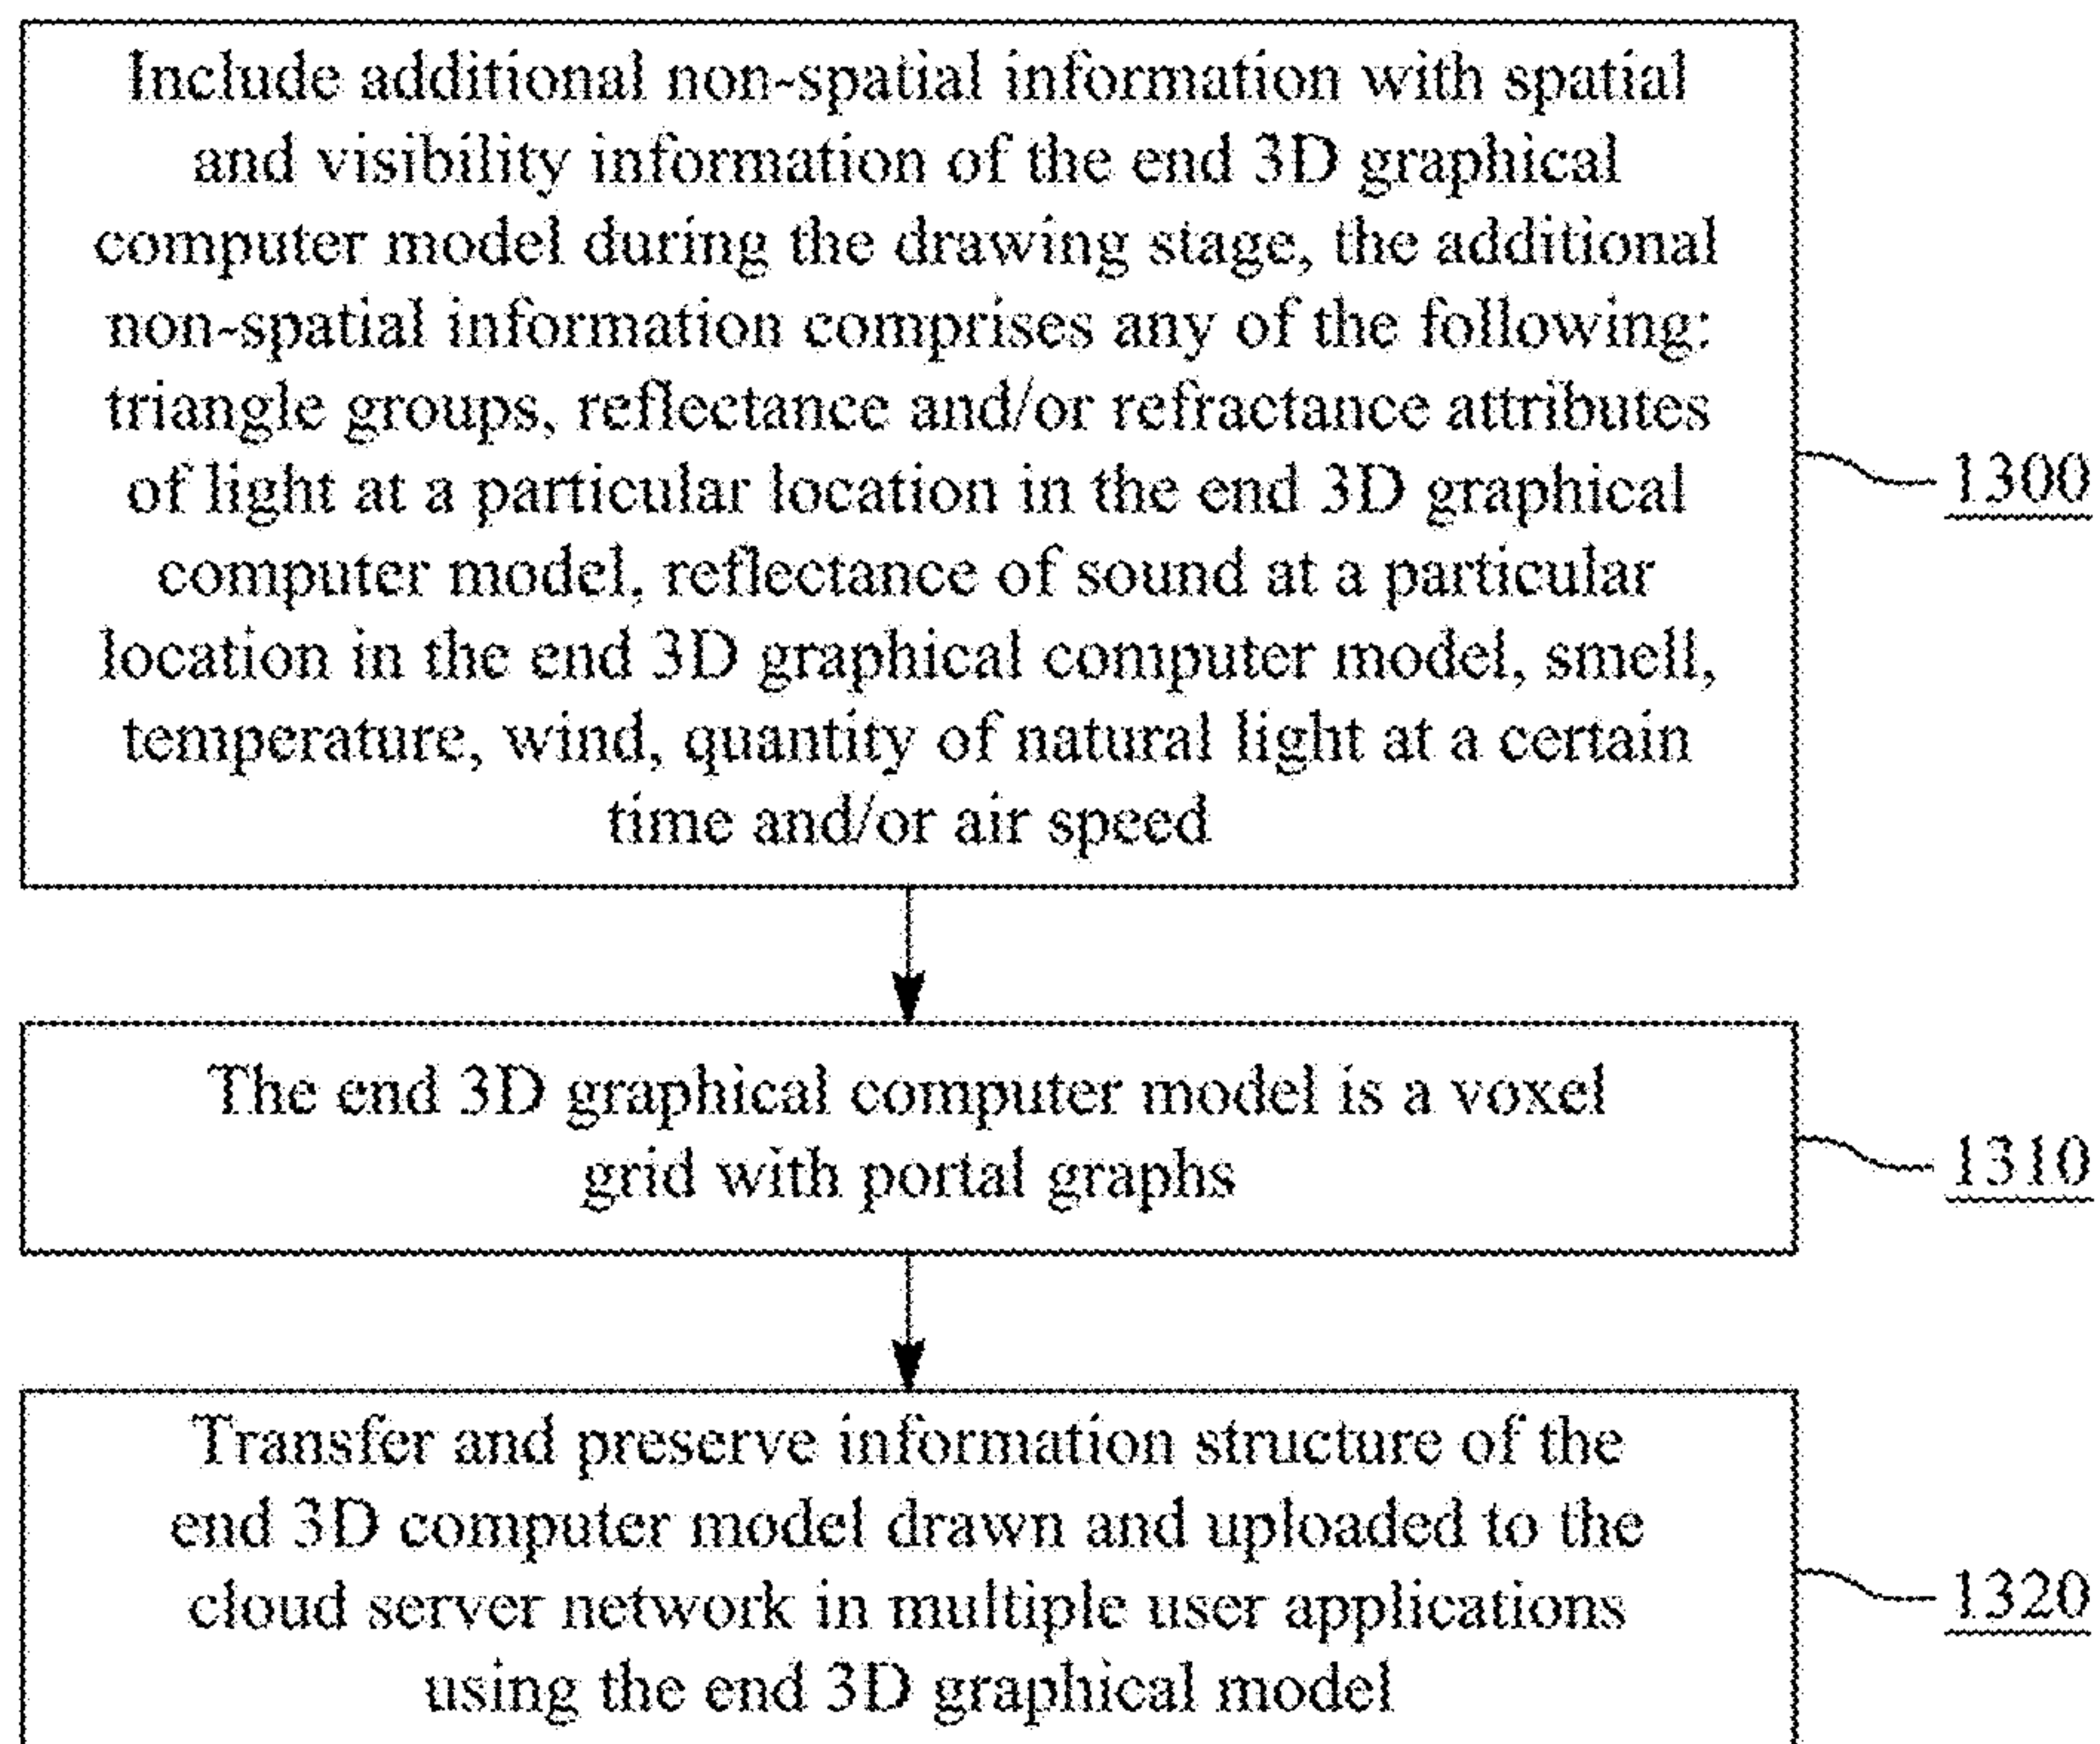 Include additional non-spatial information with spatial
and visibility information of the end 3D graphical
computer model during the drawing stage, the additional
non-spatial information comprises any of the following:
triangle groups, reflectance and/or refractance attributes
of light at a particular location in the end 3D graphical
computer model, reflectance of sound at a particular
location in the end 3D graphical computer model, smell,
temperature, wind, quantity of natural light at a certain
time and/or air speed
1300
The end 3D graphical computer model is a voxel
grid with portal graphs
1310
Transfer and preserve information structure of the
end 3D computer model drawn and uploaded to the
cloud server network in multiple user applications
using the end 3D graphical model
1320